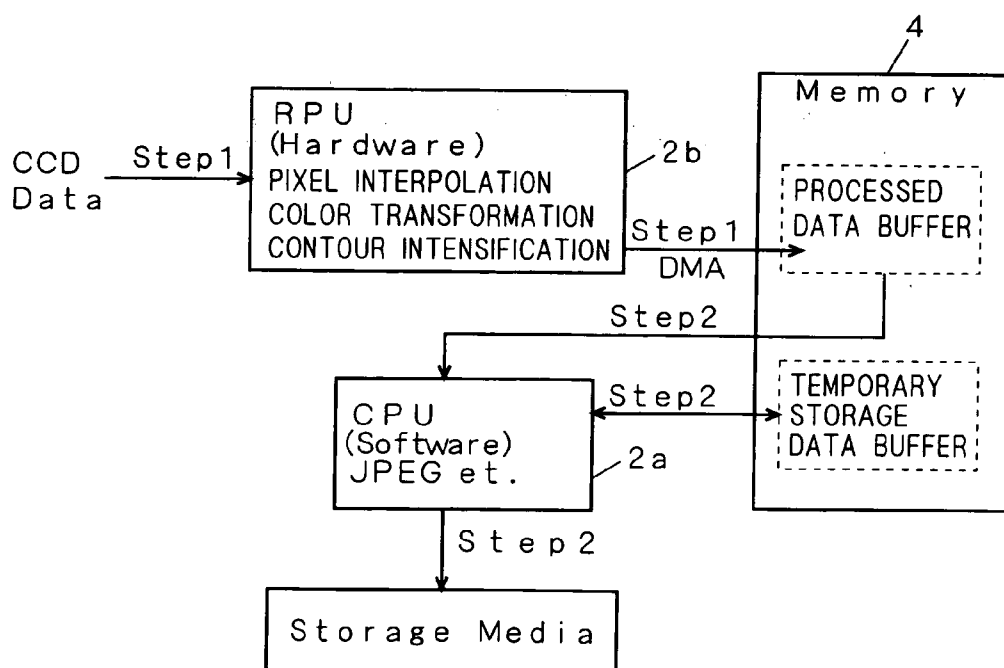 4
Memory
RPU
(Hardware)
PIXEL INTERPOLATION
COLOR TRANSFORMATION
CONTOUR INTENSIFICATION
2b
CCD
Data
Step1
PROCESSED
DATA BUFFER
Step1
DMA
Step2
CPU
(Software)
JPEG et.
2a
Step2
TEMPORARY
STORAGE
DATA BUFFER
Step2
Storage Media